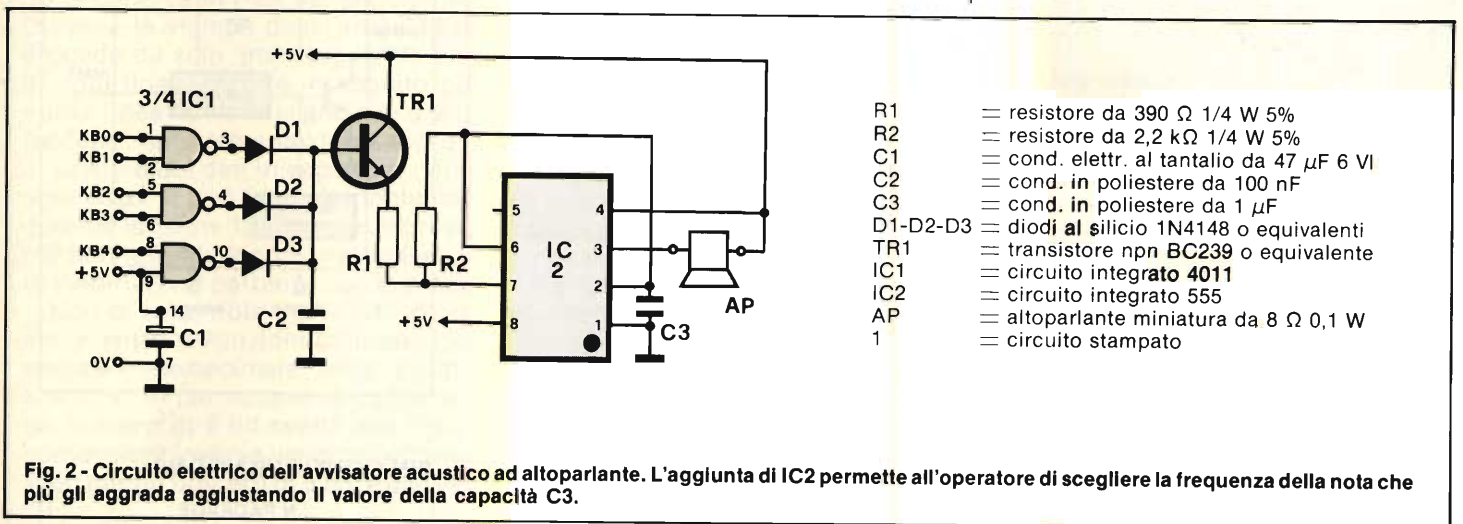 +5V
3/4 IC1
TR1
KB0
1
3
D1
KB1
2
KB2
5
4
D2
KB3
6
KB4
8
10
D3
+5V
9
14
C1
0V
7
C2
R1
R2
+5V
5
6
7
8
IC
2
4
3
2
1
C3
AP
R1 = resistore da 390 Ω 1/4 W 5%
R2 = resistore da 2,2 kΩ 1/4 W 5%
C1 = cond. elettr. al tantalio da 47 μF 6 Vl
C2 = cond. in poliestere da 100 nF
C3 = cond. in poliestere da 1 μF
D1-D2-D3 = diodi al silicio 1N4148 o equivalenti
TR1 = transistore npn BC239 o equivalente
IC1 = circuito integrato 4011
IC2 = circuito integrato 555
AP = altoparlante miniatura da 8 Ω 0,1 W
1 = circuito stampato
Fig. 2 - Circuito elettrico dell'avvisatore acustico ad altoparlante. L'aggiunta di IC2 permette all'operatore di scegliere la frequenza della nota che
più gli aggrada aggiustando il valore della capacità C3.